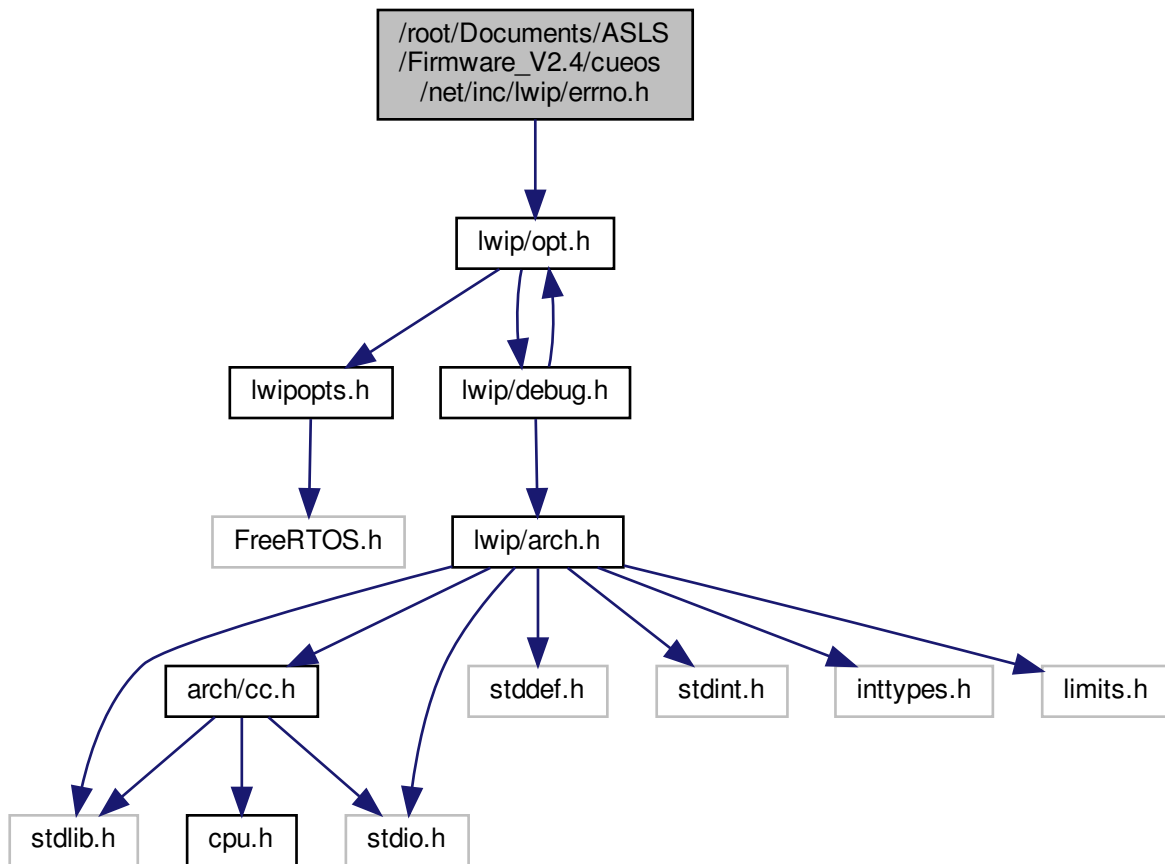 /root/Documents/ASLS
/Firmware_V2.4/cueos
/net/inc/lwip/errno.h
lwip/opt.h
lwipopts.h
lwip/debug.h
FreeRTOS.h
lwip/arch.h
arch/cc.h
stddef.h
stdint.h
inttypes.h
limits.h
stdlib.h
cpu.h
stdio.h